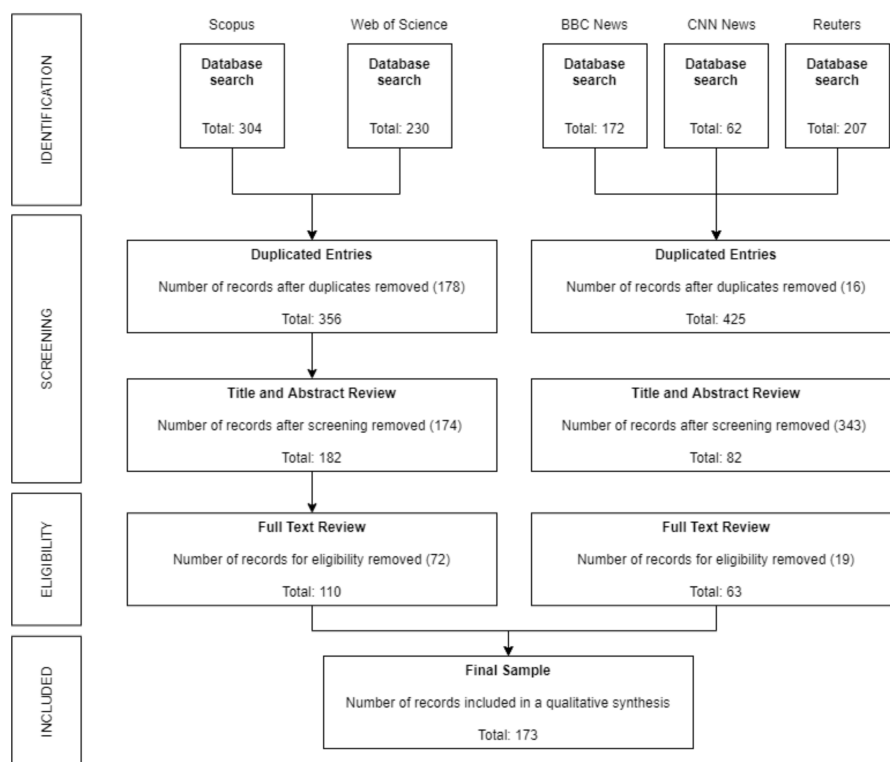 IDENTIFICATION
Scopus
Web of Science
BBC News
CNN News
Reuters
Database
search
Total: 304
Database
search
Total: 230
Database
search
Total: 172
Database
search
Total: 62
Database
search
Total: 207
SCREENING
Duplicated Entries
Number of records after duplicates removed (178)
Total: 356
Duplicated Entries
Number of records after duplicates removed (16)
Total: 425
Title and Abstract Review
Number of records after screening removed (174)
Total: 182
Title and Abstract Review
Number of records after screening removed (343)
Total: 82
ELIGIBILITY
Full Text Review
Number of records for eligibility removed (72)
Total: 110
Full Text Review
Number of records for eligibility removed (19)
Total: 63
INCLUDED
Final Sample
Number of records included in a qualitative synthesis
Total: 173